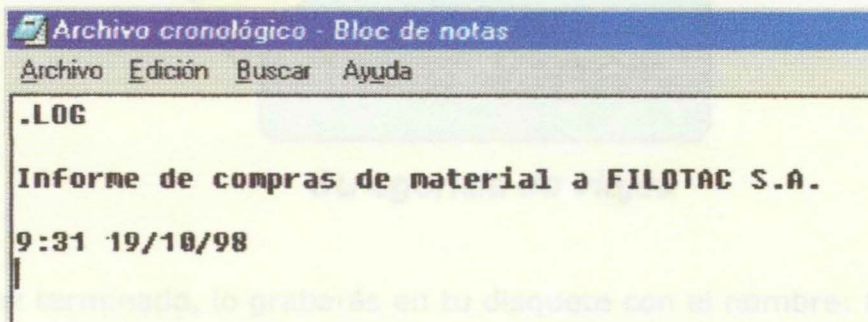 Archivo cronológico - Bloc de notas
Archivo Edición Buscar Ayuda
.LOG
Informe de compras de material a FILOTAC S.A.
9:31 19/10/98
terminado, lo grabarás en tu disquete con el nombre: